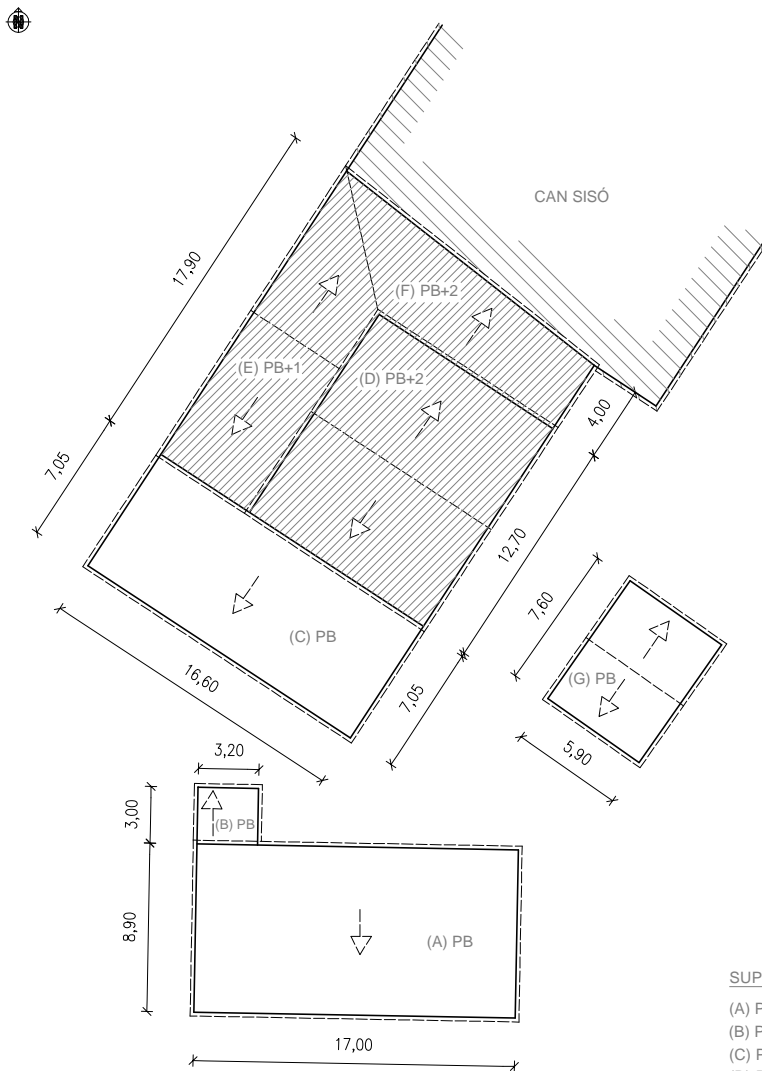 N
CAN SISÓ
17,90
(F) PB+2
(E) PB+1
(D) PB+2
4,00
7,05
12,70
7,60
(C) PB
(G) PB
16,60
7,05
5,90
3,20
3,00
(B) PB
8,90
(A) PB
17,00
SUP
(A) P
(B) P
(C) P